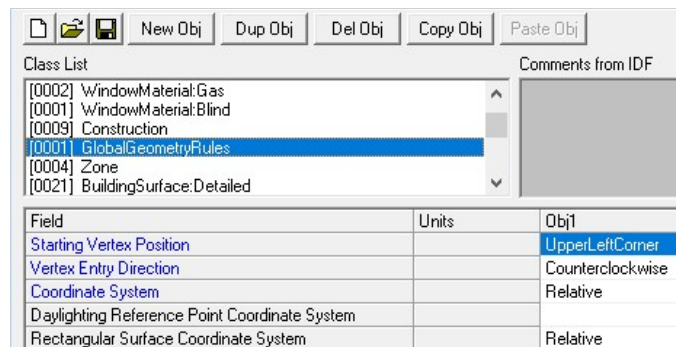 New Obj Dup Obj Del Obj Copy Obj Paste Obj
Class List Comments from IDF
[0002] WindowMaterial:Gas
[0001] WindowMaterial:Blind
[0009] Construction
[0001] GlobalGeometryRules
[0004] Zone
[0021] BuildingSurface:Detailed
Field Units Obj1
Starting Vertex Position UpperLeftCorner
Vertex Entry Direction Counterclockwise
Coordinate System Relative
Daylighting Reference Point Coordinate System
Rectangular Surface Coordinate System Relative